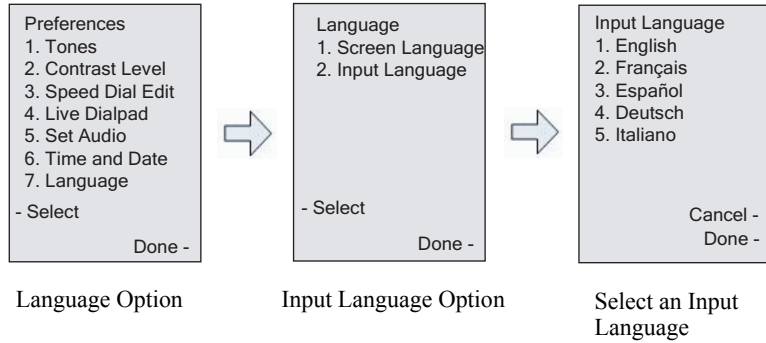 Preferences
1. Tones
2. Contrast Level
3. Speed Dial Edit
4. Live Dialpad
5. Set Audio
6. Time and Date
7. Language
- Select
Done -
Language Option
Language
1. Screen Language
2. Input Language
- Select
Done -
Input Language Option
Input Language
1. English
2. Français
3. Español
4. Deutsch
5. Italiano
Cancel -
Done -
Select an Input
Language